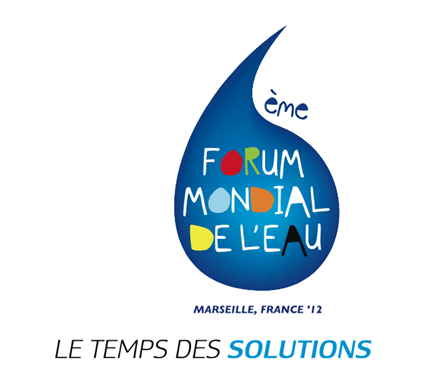 ème
FORUM
MONDIAL
DE L'EAU
MARSEILLE, FRANCE '12
LE TEMPS DES SOLUTIONS